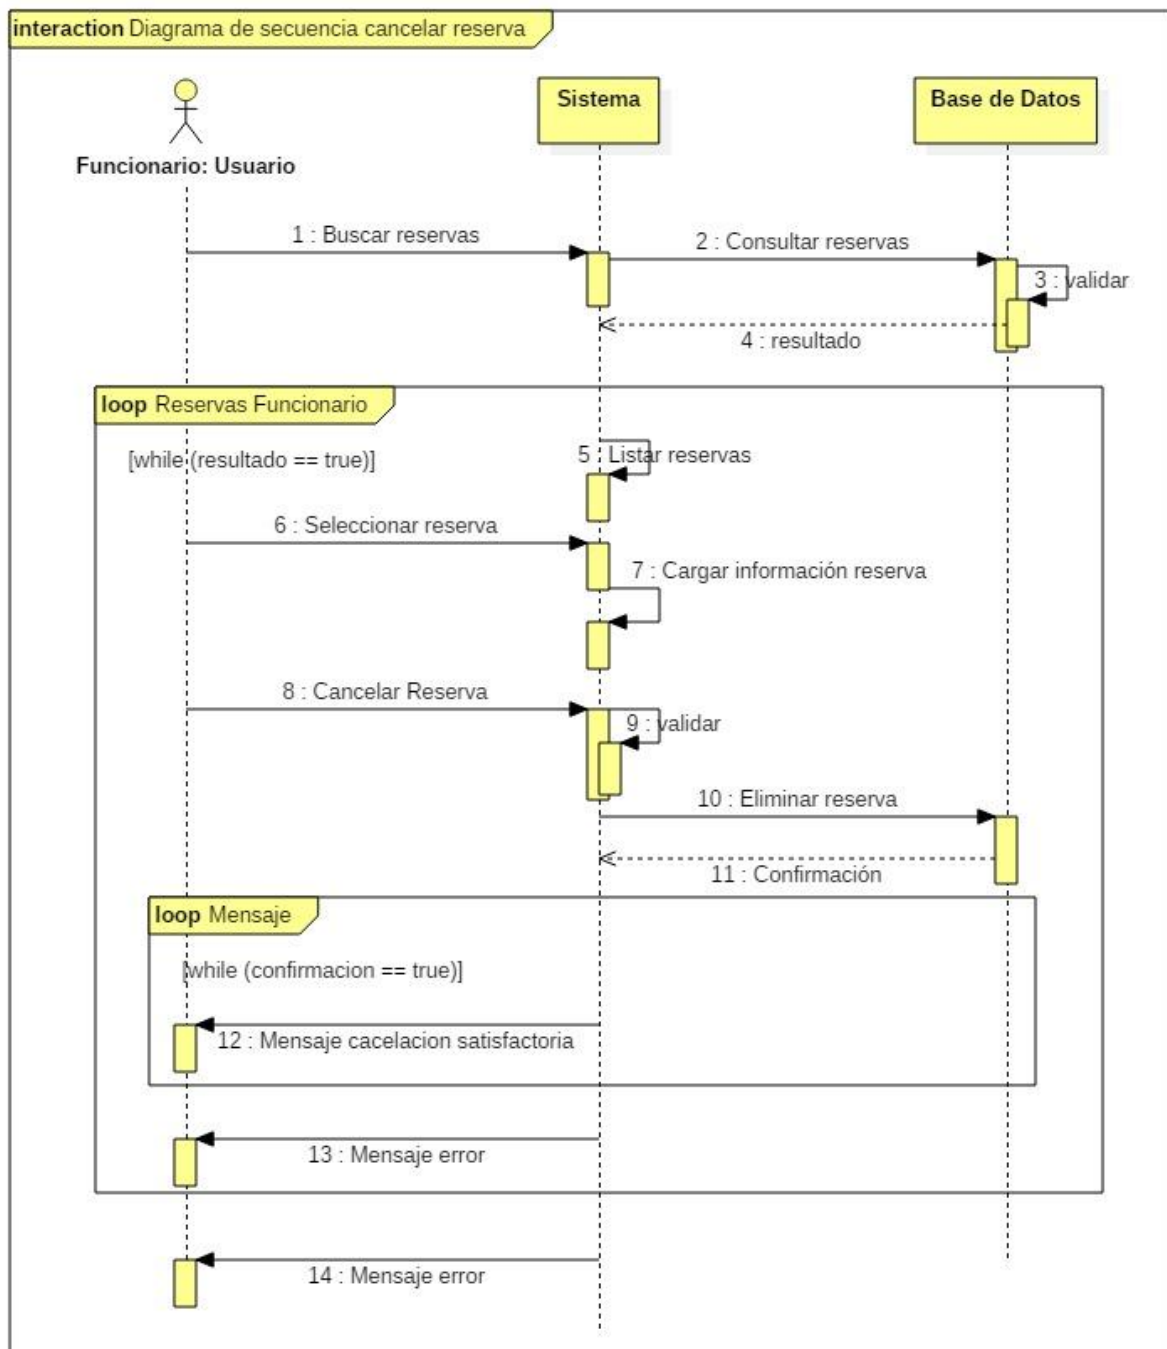 interaction Diagrama de secuencia cancelar reserva
Sistema
Base de Datos
Funcionario: Usuario
1 : Buscar reservas
2 : Consultar reservas
3 : validar
4 : resultado
loop Reservas Funcionario
[while (resultado == true)]
5 : Listar reservas
6 : Seleccionar reserva
7 : Cargar información reserva
8 : Cancelar Reserva
9 : validar
10 : Eliminar reserva
11 : Confirmación
loop Mensaje
[while (confirmacion == true)]
12 : Mensaje cacelacion satisfactoria
13 : Mensaje error
14 : Mensaje error